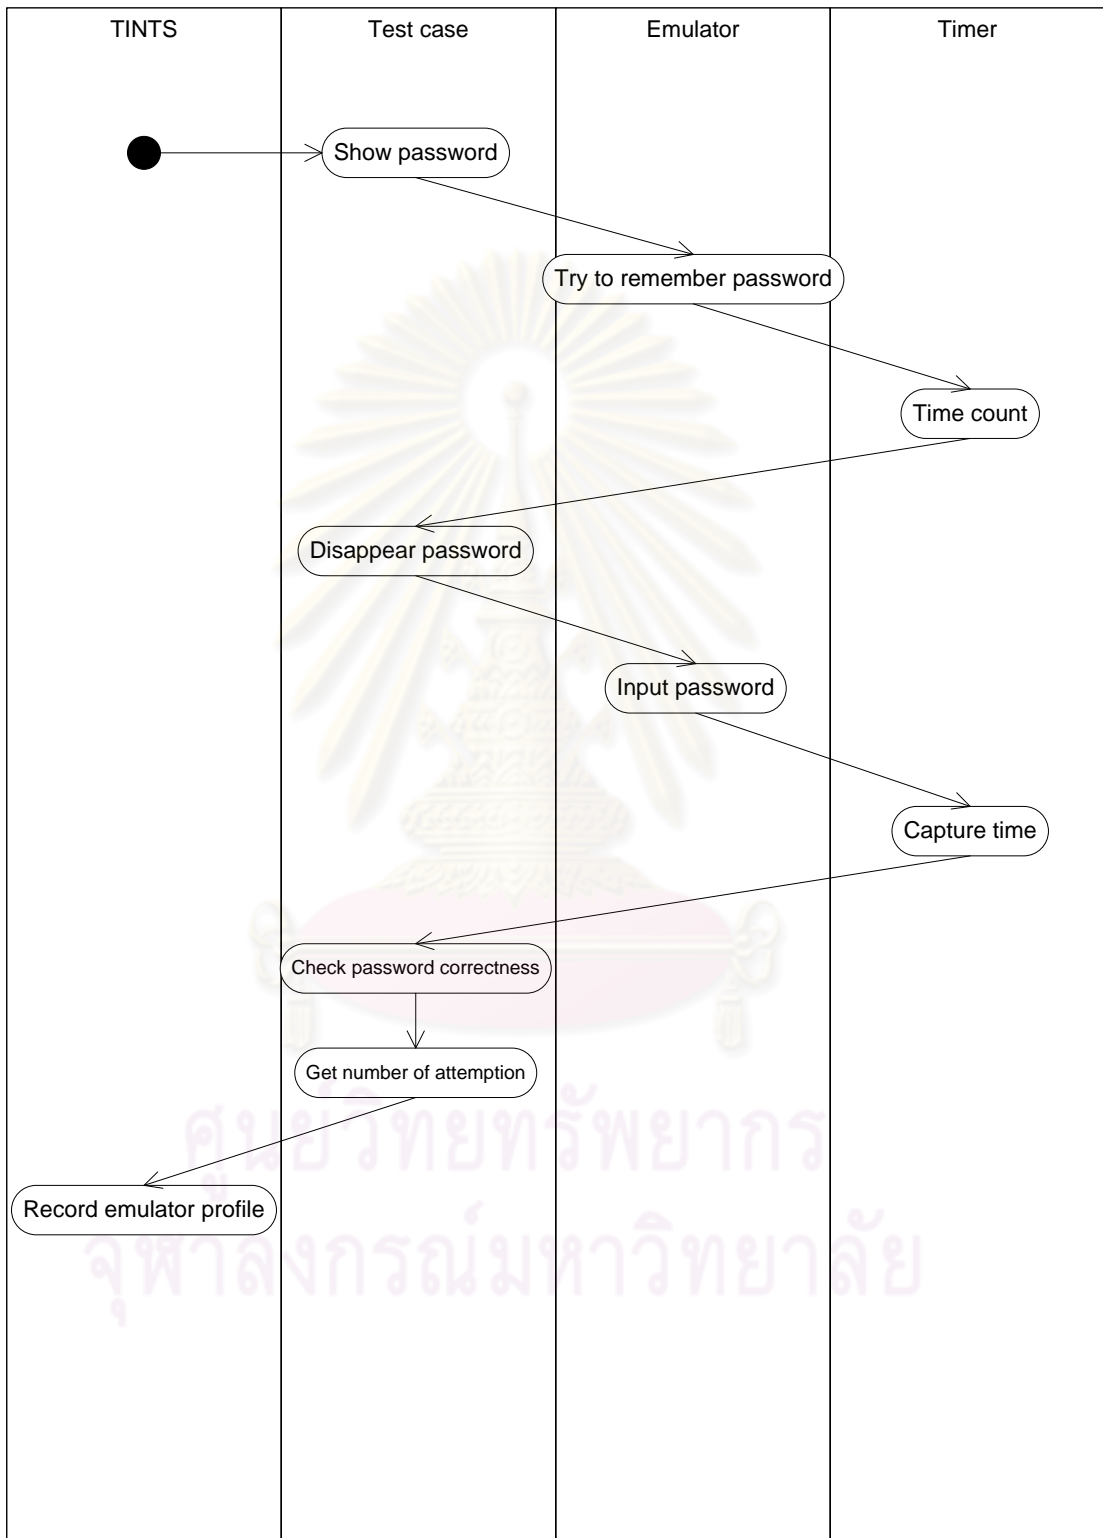 TINTS
Test case
Emulator
Timer
Show password
Try to remember password
Time count
Disappear password
Input password
Capture time
Check password correctness
Get number of attemption
Record emulator profile
ศูนย์วิทยทรัพยากร
จุฬาลงกรณ์มหาวิทยาลัย